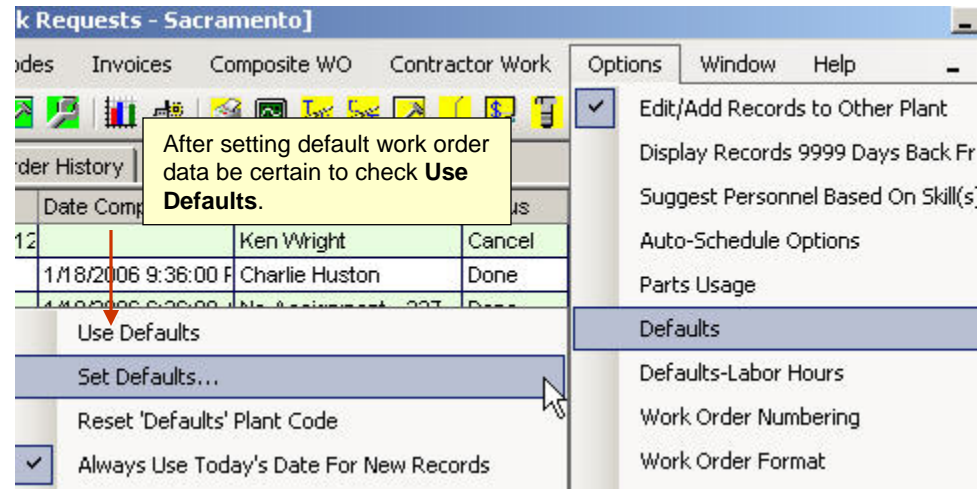 k Requests - Sacramento]
odes Invoices Composite WO Contractor Work Options Window Help
rder History
After setting default work order
data be certain to check Use
Defaults.
Date Comp us
12 Ken Wright Cancel
1/18/2006 9:36:00 Charlie Huston Done
Use Defaults
Set Defaults...
Reset 'Defaults' Plant Code
Always Use Today's Date For New Records
Edit/Add Records to Other Plant
Display Records 9999 Days Back Fr
Suggest Personnel Based On Skill(s)
Auto-Schedule Options
Parts Usage
Defaults
Defaults-Labor Hours
Work Order Numbering
Work Order Format